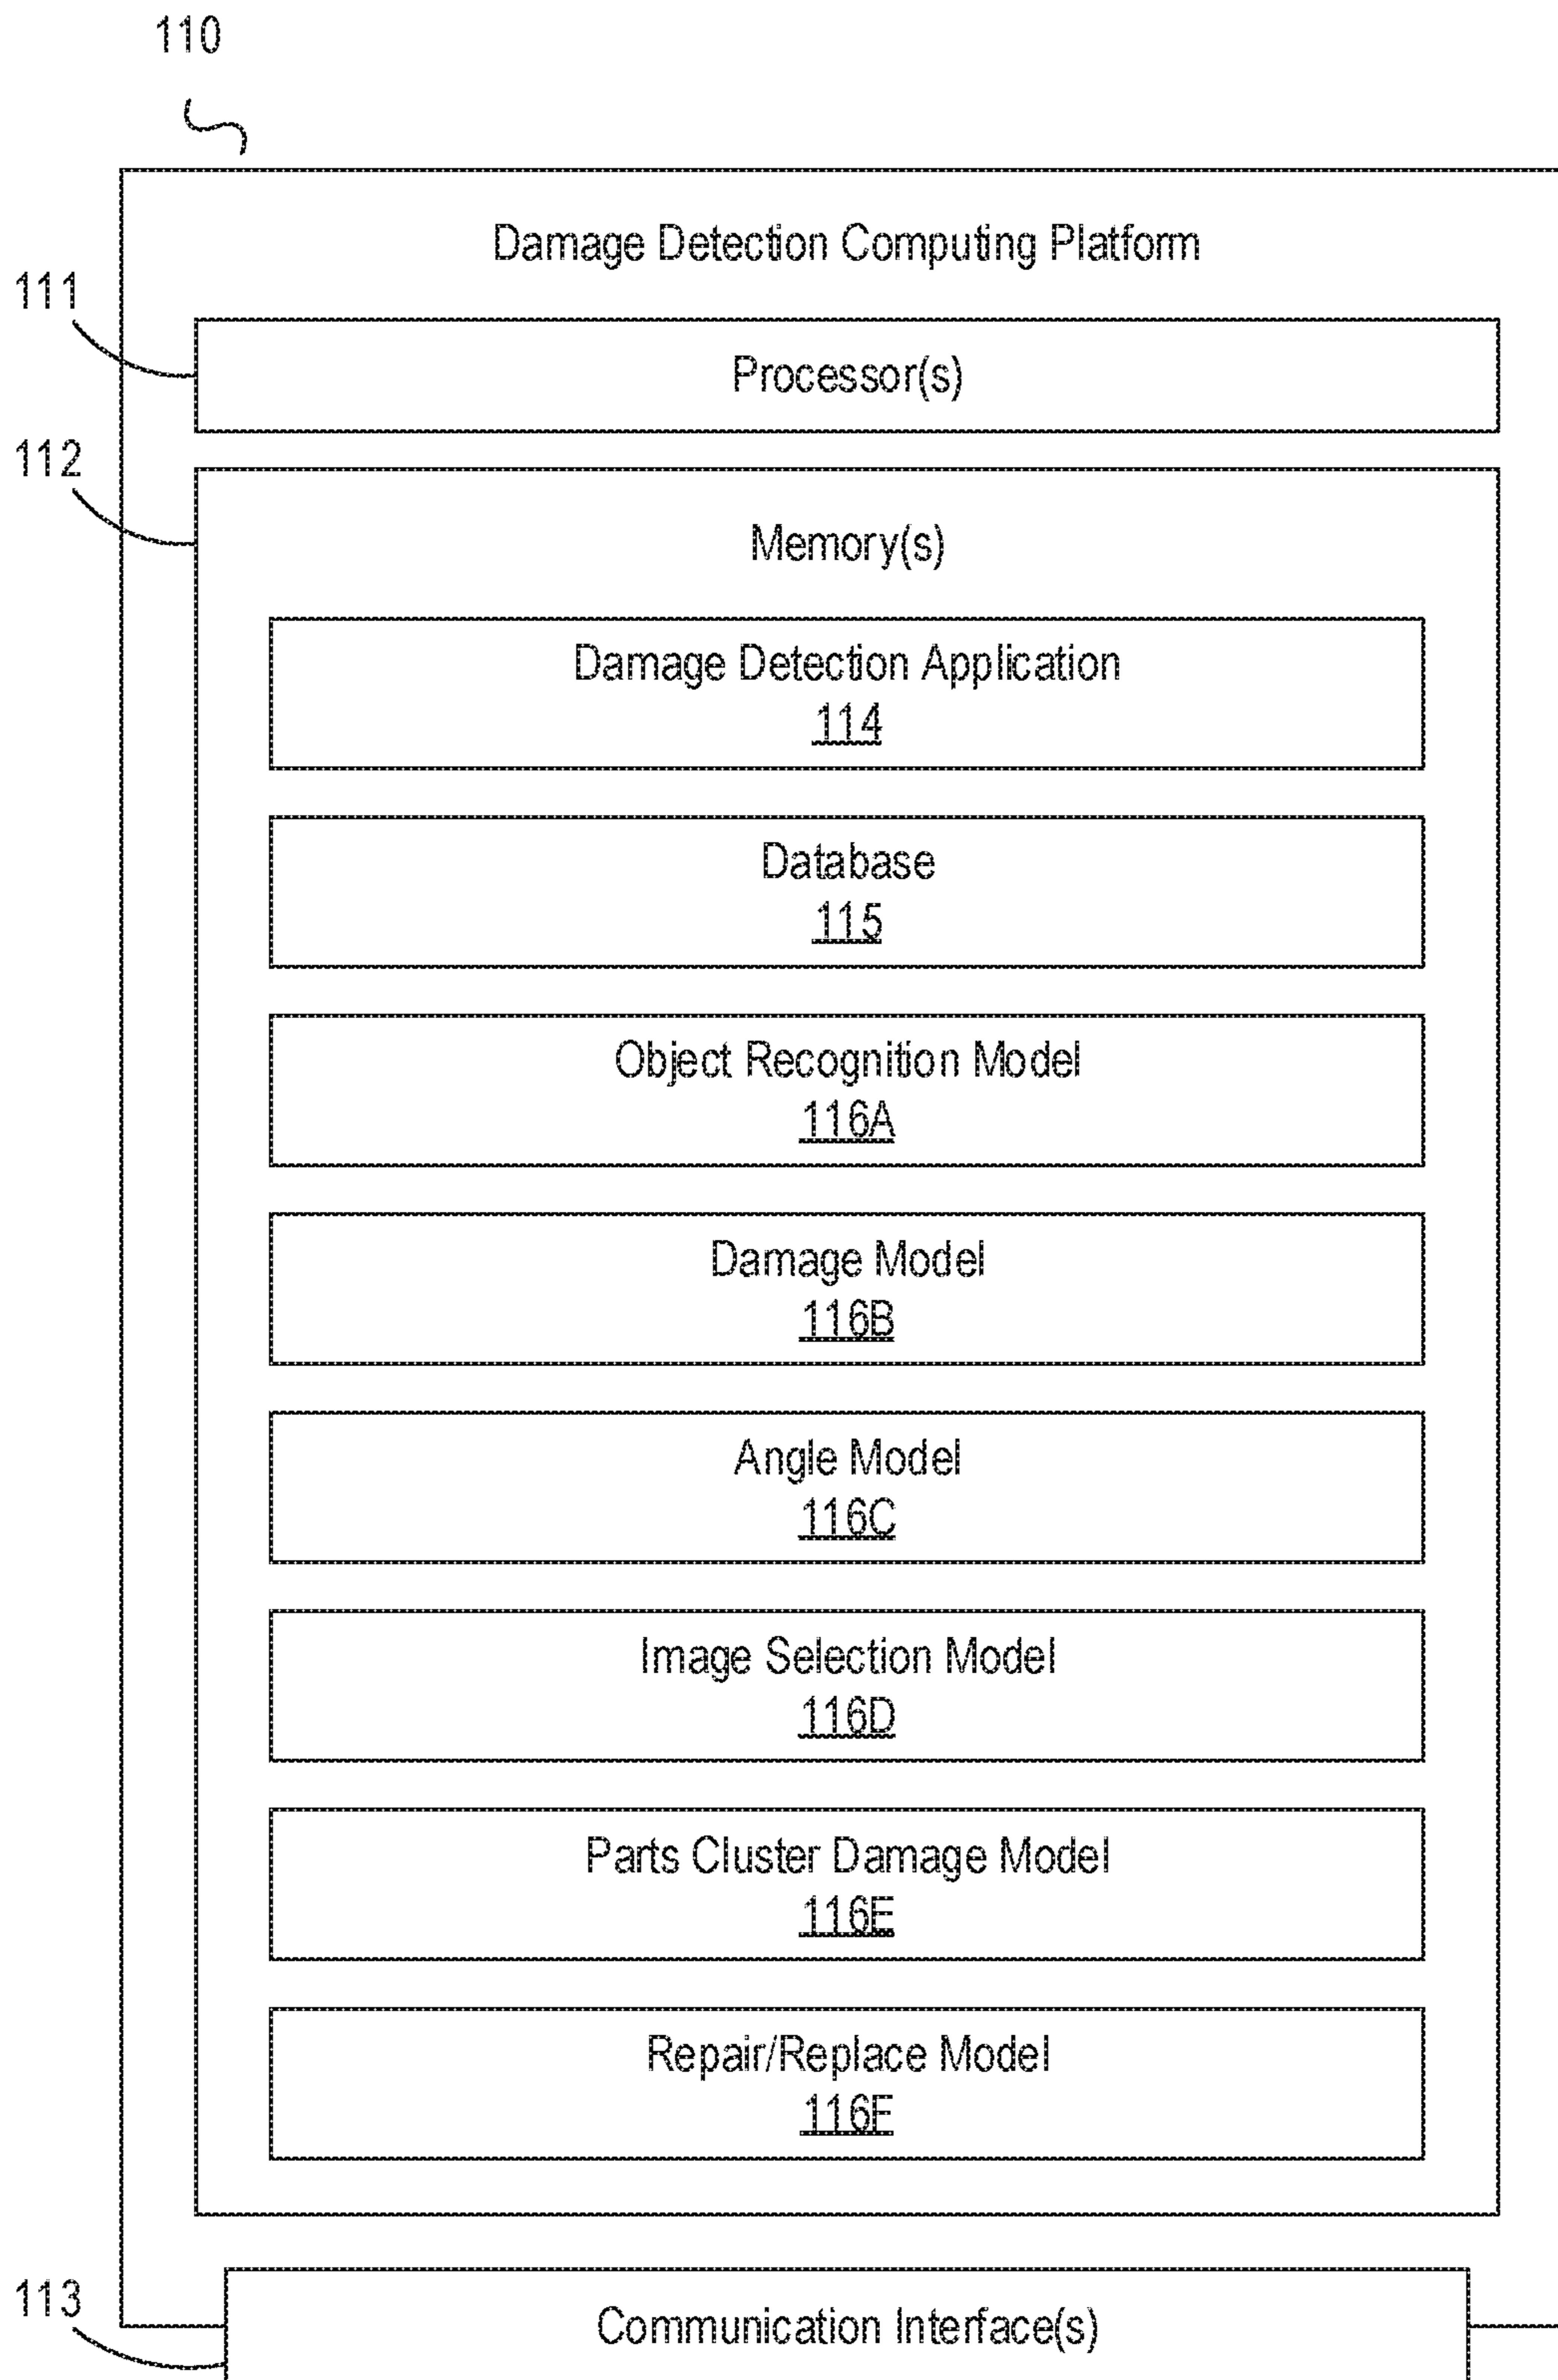 110
Damage Detection Computing Platform
111
Processor(s)
112
Memory(s)
Damage Detection Application
114
Database
115
Object Recognition Model
116A
Damage Model
116B
Angle Model
116C
Image Selection Model
116D
Parts Cluster Damage Model
116E
Repair/Replace Model
116F
113
Communication Interface(s)